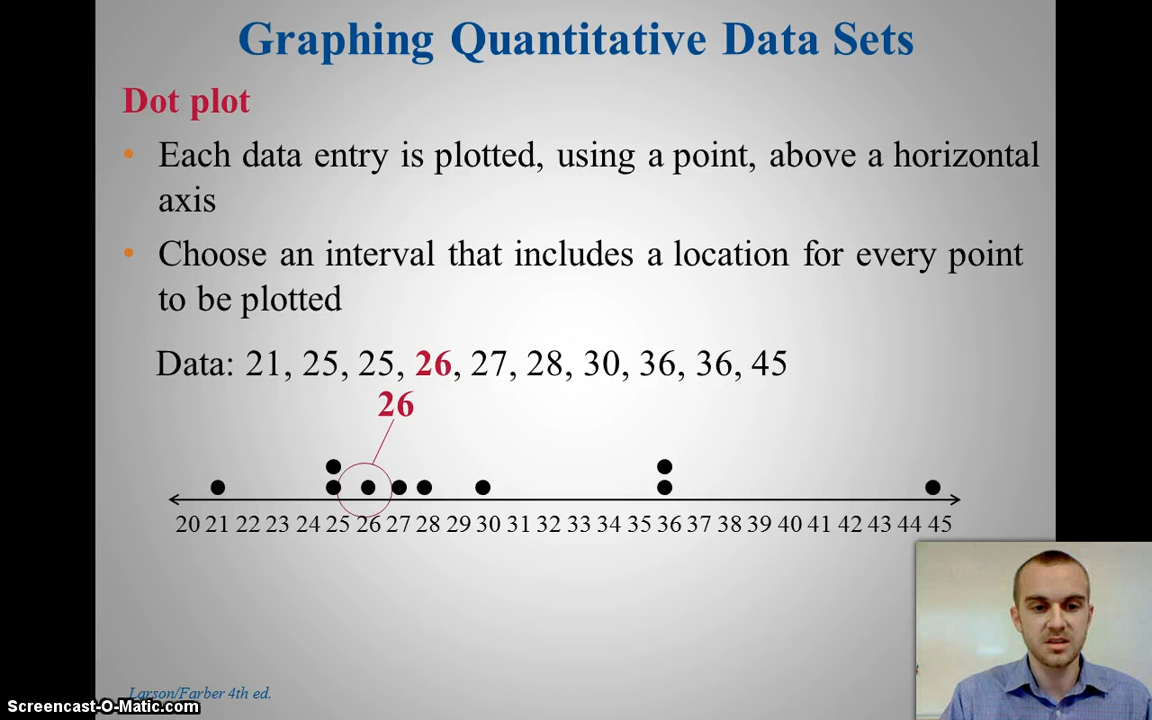 Graphing Quantitative Data Sets
Dot plot
• Each data entry is plotted, using a point, above a horizontal
axis
• Choose an interval that includes a location for every point
to be plotted
Data: 21, 25, 25, 26, 27, 28, 30, 36, 36, 45
26
20 21 22 23 24 25 26 27 28 29 30 31 32 33 34 35 36 37 38 39 40 41 42 43 44 45
Larson/Farber 4th ed.
Screencast-O-Matic.com